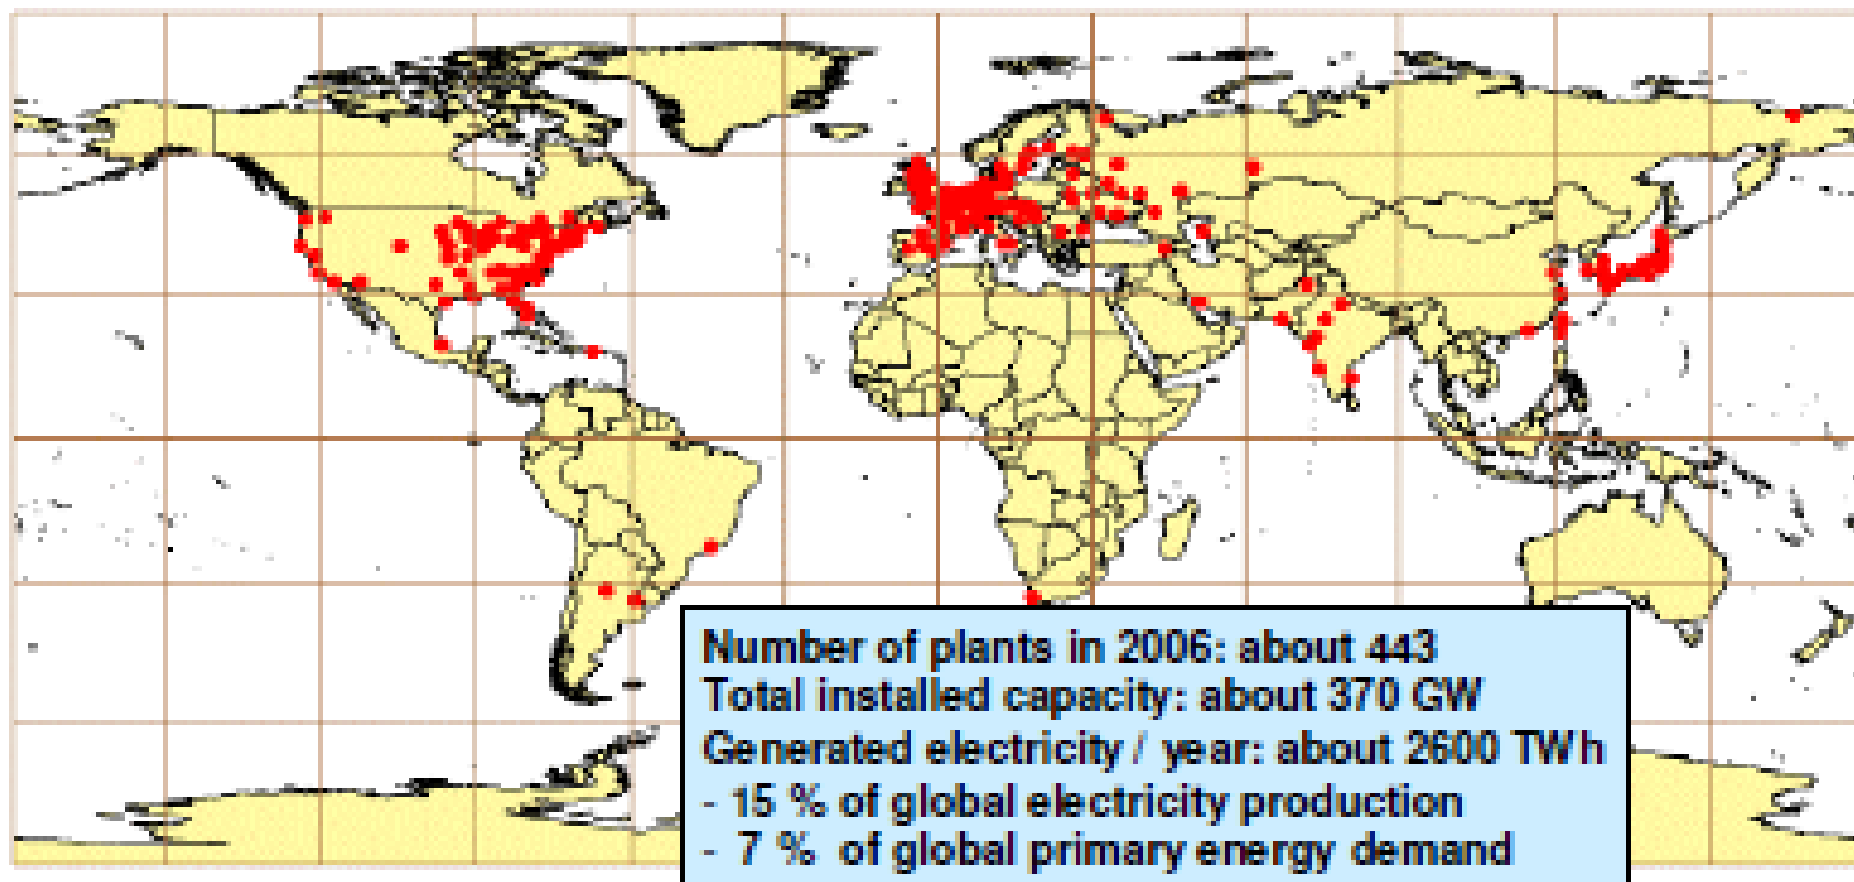 Number of plants in 2006: about 443
Total installed capacity: about 370 GW
Generated electricity / year: about 2600 TWh
- 15 % of global electricity production
- 7 % of global primary energy demand